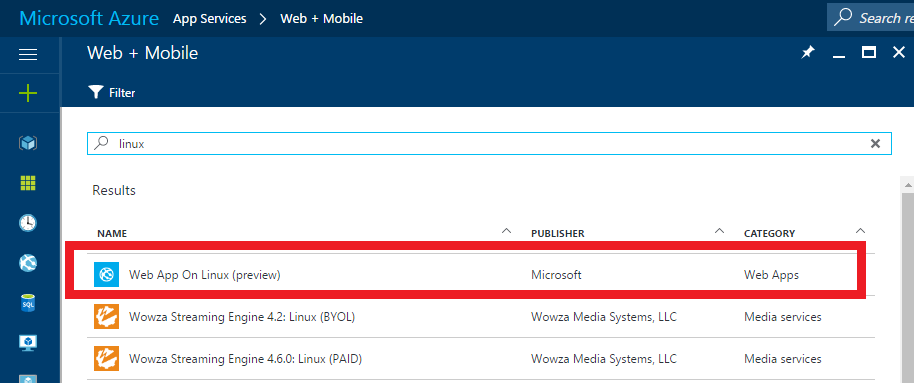 Microsoft Azure App Services > Web + Mobile Search re
Web + Mobile
Filter
linux
Results
NAME PUBLISHER CATEGORY
Web App On Linux (preview) Microsoft Web Apps
Wowza Streaming Engine 4.2: Linux (BYOL) Wowza Media Systems, LLC Media services
Wowza Streaming Engine 4.6.0: Linux (PAID) Wowza Media Systems, LLC Media services
SQL